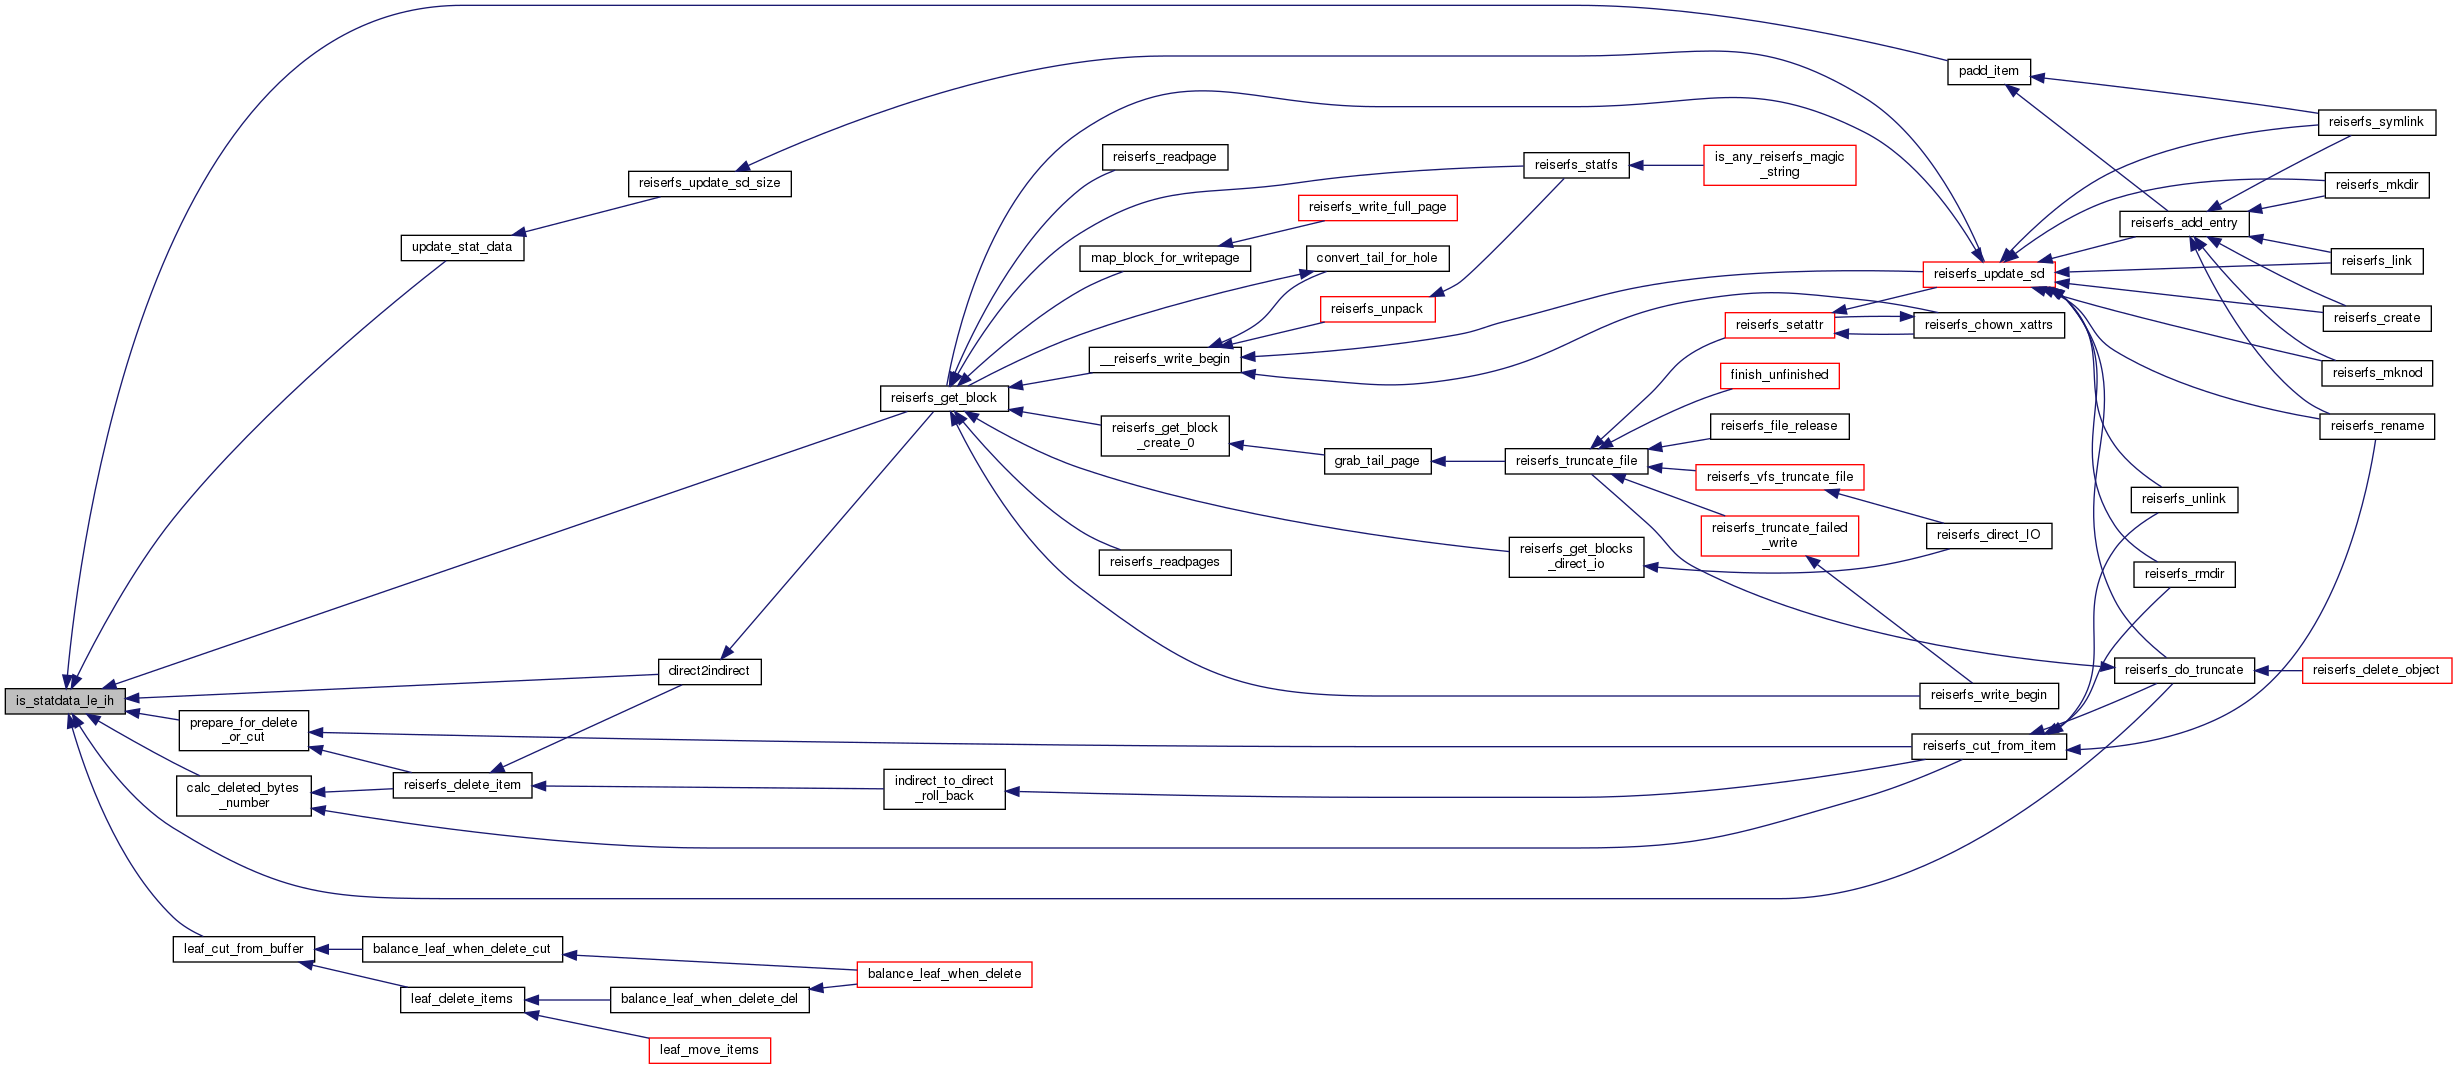 is_statdata_le_ih
padd_item
update_stat_data
reiserfs_update_sd_size
reiserfs_get_block
direct2indirect
prepare_for_delete
_or_cut
calc_deleted_bytes
_number
reiserfs_delete_item
indirect_to_direct
_roll_back
leaf_cut_from_buffer
balance_leaf_when_delete_cut
leaf_delete_items
balance_leaf_when_delete_del
balance_leaf_when_delete
leaf_move_items
reiserfs_readpage
map_block_for_writepage
reiserfs_write_full_page
convert_tail_for_hole
reiserfs_unpack
__reiserfs_write_begin
reiserfs_get_block
_create_0
grab_tail_page
reiserfs_readpages
reiserfs_statfs
is_any_reiserfs_magic
_string
reiserfs_truncate_file
reiserfs_get_blocks
_direct_io
reiserfs_setattr
finish_unfinished
reiserfs_file_release
reiserfs_vfs_truncate_file
reiserfs_truncate_failed
_write
reiserfs_update_sd
reiserfs_chown_xattrs
reiserfs_direct_IO
reiserfs_write_begin
reiserfs_cut_from_item
reiserfs_add_entry
reiserfs_unlink
reiserfs_rmdir
reiserfs_do_truncate
reiserfs_symlink
reiserfs_mkdir
reiserfs_link
reiserfs_create
reiserfs_mknod
reiserfs_rename
reiserfs_delete_object